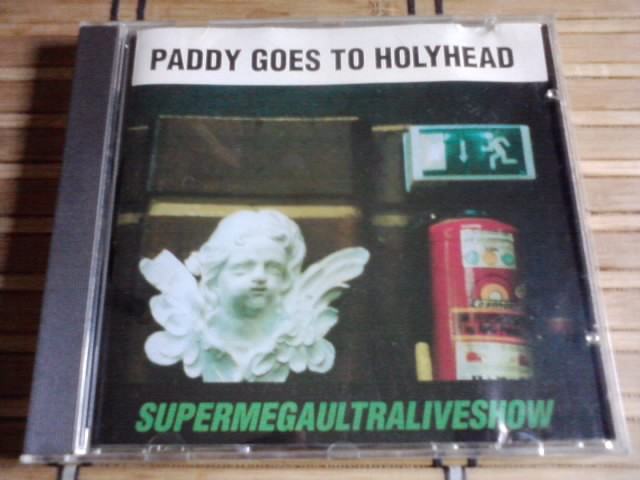 PADDY GOES TO HOLYHEAD
SUPERMEGAULTRALIVESHOW